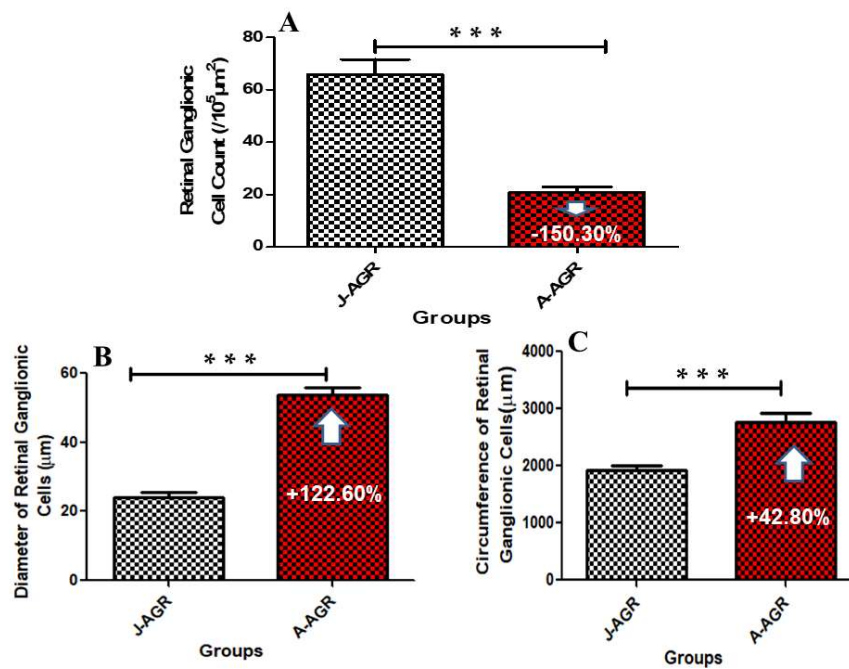 A
* * *
Retinal Ganglionic
Cell Count (/10⁵µm²)
80
60
40
20
0
-150.30%
J-AGR
A-AGR
Groups
B
* * *
Diameter of Retinal Ganglionic
Cells (µm)
60
40
20
0
+122.60%
J-AGR
A-AGR
Groups
C
* * *
Circumference of Retinal
Ganglionic Cells(µm)
4000
3000
2000
1000
0
+42.80%
J-AGR
A-AGR
Groups